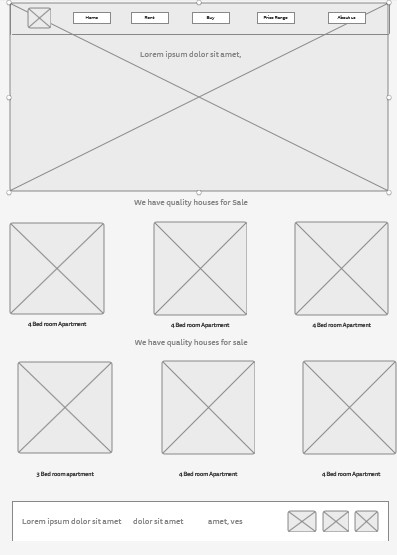 Home Rent Buy Price Range About us
Lorem ipsum dolor sit amet,
We have quality houses for Sale
4 Bed room Apartment 4 Bed room Apartment 4 Bed room Apartment
We have quality houses for sale
3 Bed room apartment 4 Bed room Apartment 4 Bed room Apartment
Lorem ipsum dolor sit amet dolor sit amet amet, ves